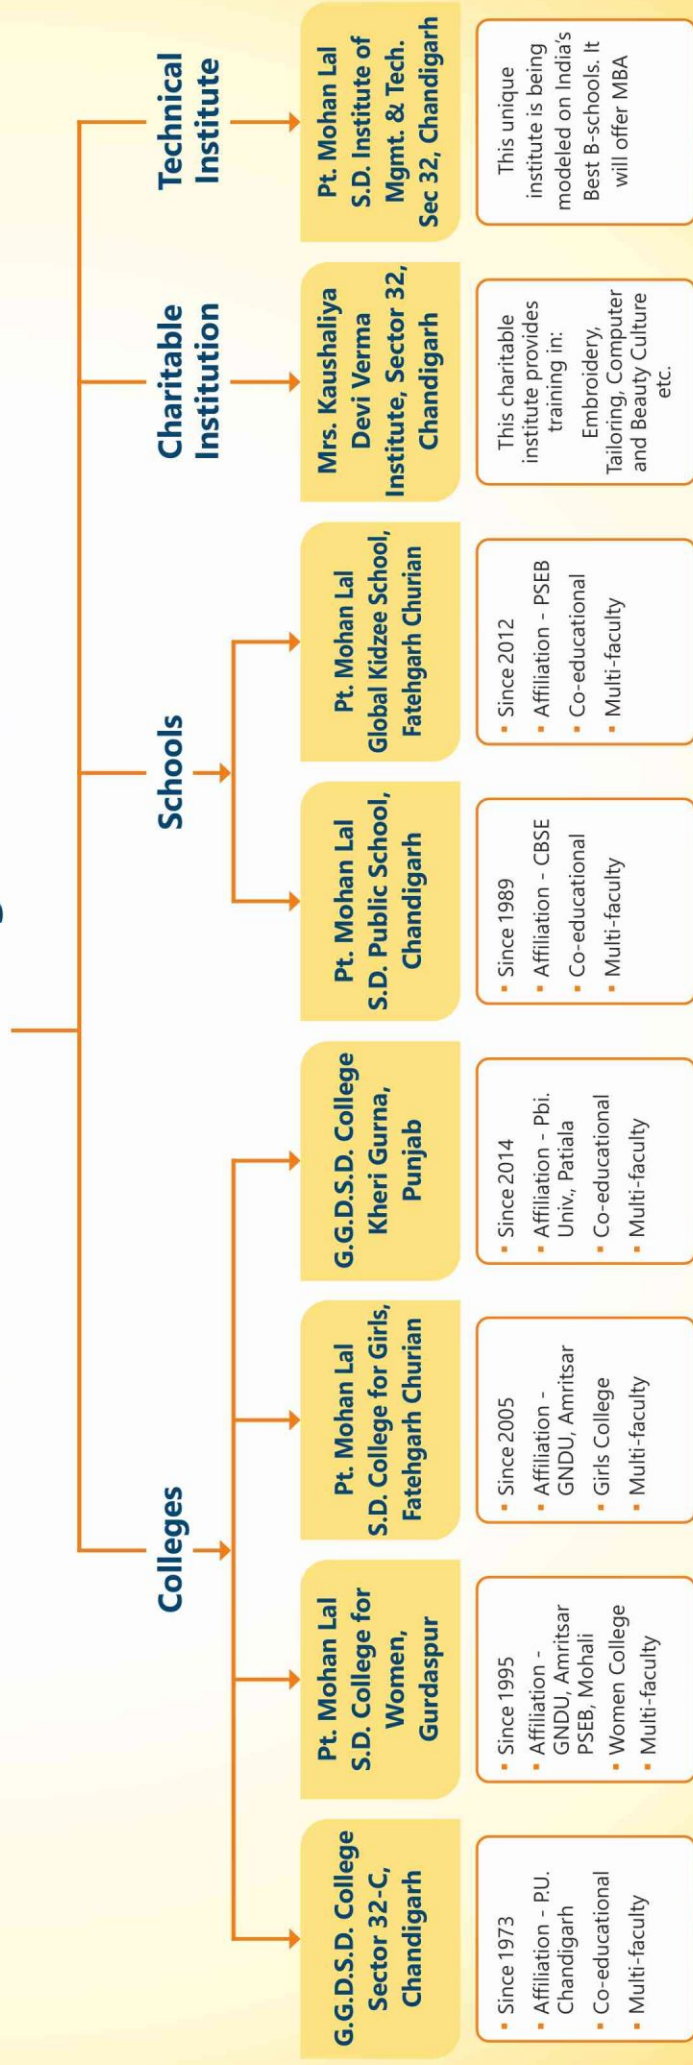 Colleges
Schools
Charitable
Institution
Technical
Institute
G.G.D.S.D. College
Sector 32-C,
Chandigarh
Pt. Mohan Lal
S.D. College for
Women,
Gurdaspur
Pt. Mohan Lal
S.D. College for Girls,
Fatehgarh Churian
G.G.D.S.D. College
Kheri Gurna,
Punjab
Pt. Mohan Lal
S.D. Public School,
Chandigarh
Pt. Mohan Lal
Global Kidzee School,
Fatehgarh Churian
Mrs. Kaushaliya
Devi Verma
Institute, Sector 32,
Chandigarh
Pt. Mohan Lal
S.D. Institute of
Mgmt. & Tech.
Sec 32, Chandigarh
▪ Since 1973
▪ Affiliation - P.U.
Chandigarh
▪ Co-educational
▪ Multi-faculty
▪ Since 1995
▪ Affiliation -
GNDU, Amritsar
PSEB, Mohali
▪ Women College
▪ Multi-faculty
▪ Since 2005
▪ Affiliation -
GNDU, Amritsar
▪ Girls College
▪ Multi-faculty
▪ Since 2014
▪ Affiliation - Pbi.
Univ., Patiala
▪ Co-educational
▪ Multi-faculty
▪ Since 1989
▪ Affiliation - CBSE
▪ Co-educational
▪ Multi-faculty
▪ Since 2012
▪ Affiliation - PSEB
▪ Co-educational
▪ Multi-faculty
This charitable
institute provides
training in:
Embroidery,
Tailoring, Computer
and Beauty Culture
etc.
This unique
institute is being
modeled on India's
Best B-schools. It
will offer MBA